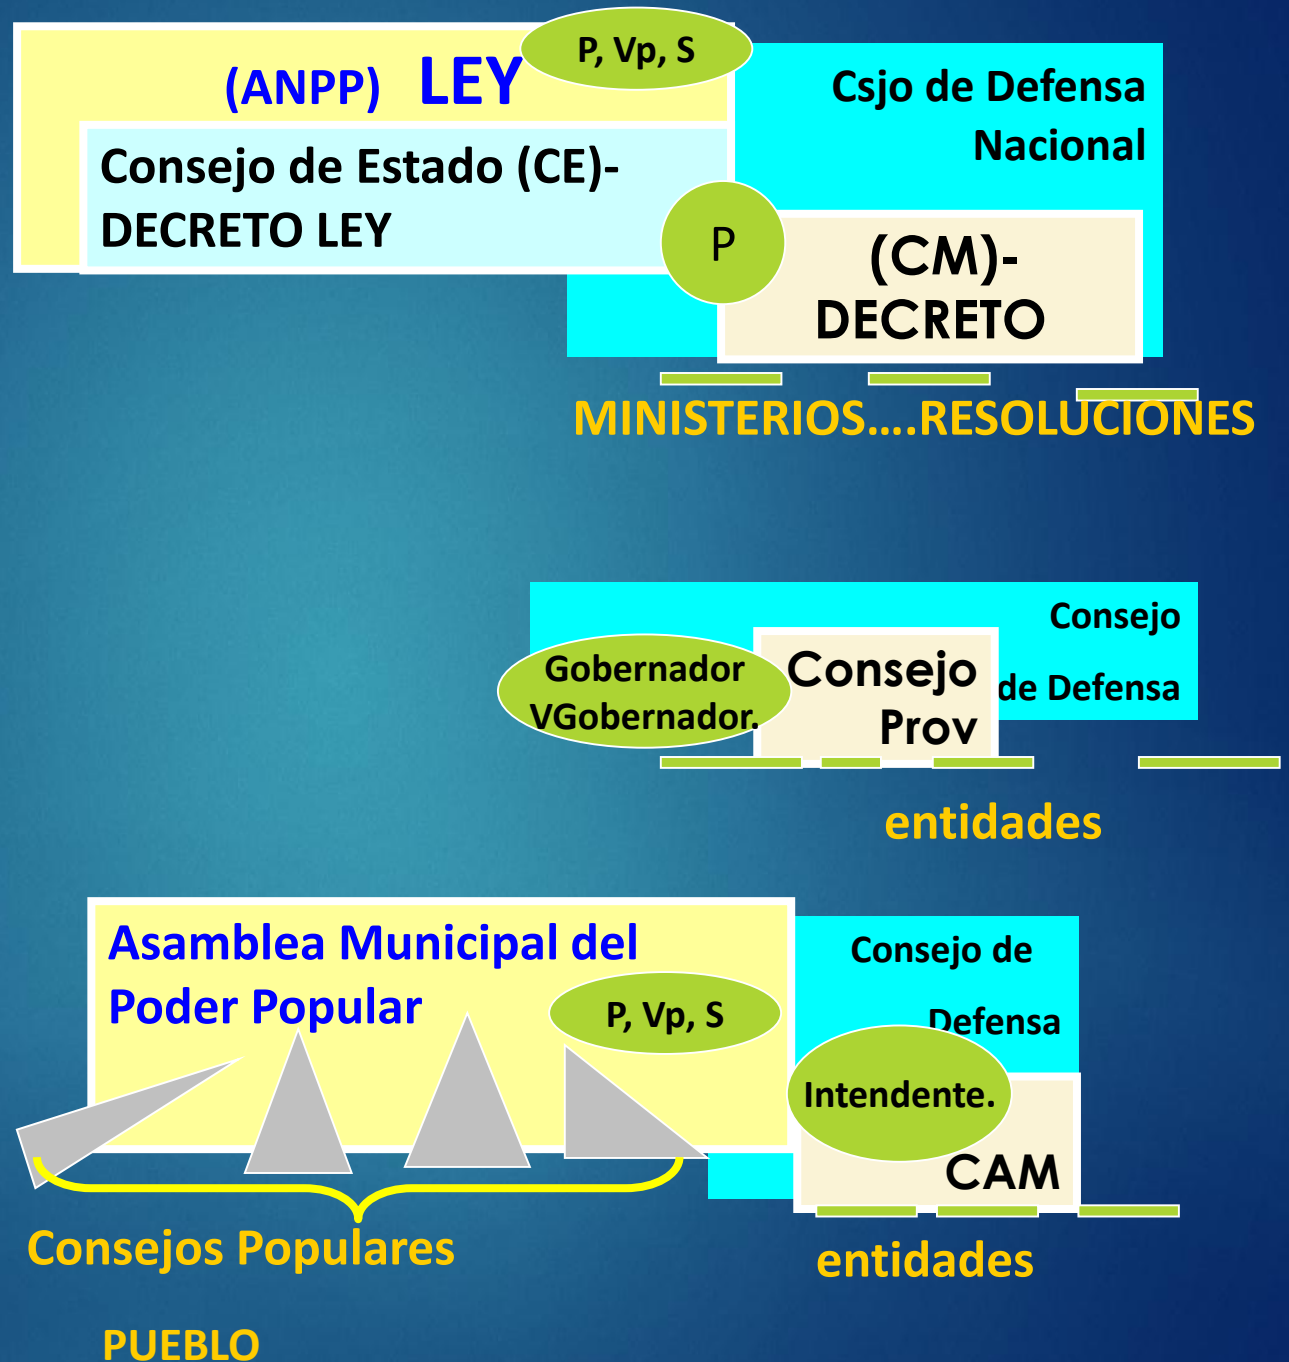 P, Vp, S
(ANPP) LEY
Csjo de Defensa
Nacional
Consejo de Estado (CE)-
DECRETO LEY
P
(CM)-
DECRETO
MINISTERIOS....RESOLUCIONES
Consejo
de Defensa
Gobernador
VGobernador.
Consejo
Prov
entidades
Asamblea Municipal del
Poder Popular
P, Vp, S
Consejo de
Defensa
Intendente.
CAM
Consejos Populares
entidades
PUEBLO